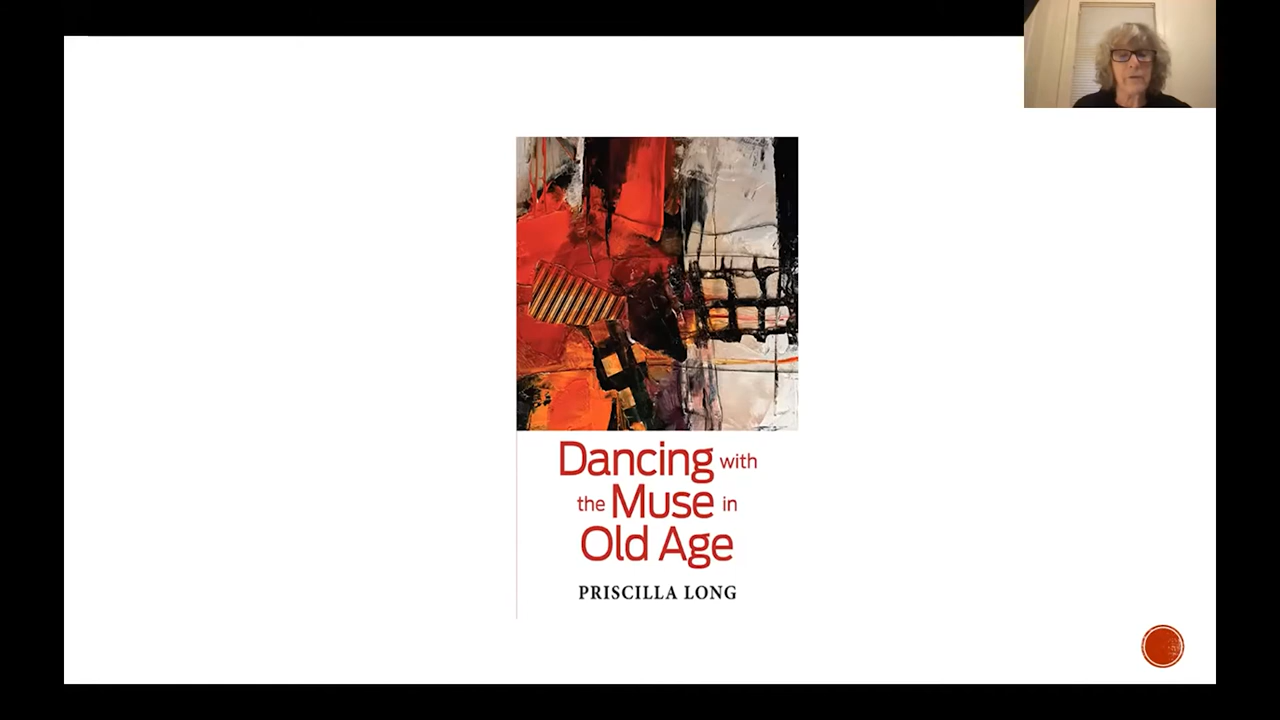 Dancing with
the Muse in
Old Age
PRISCILLA LONG